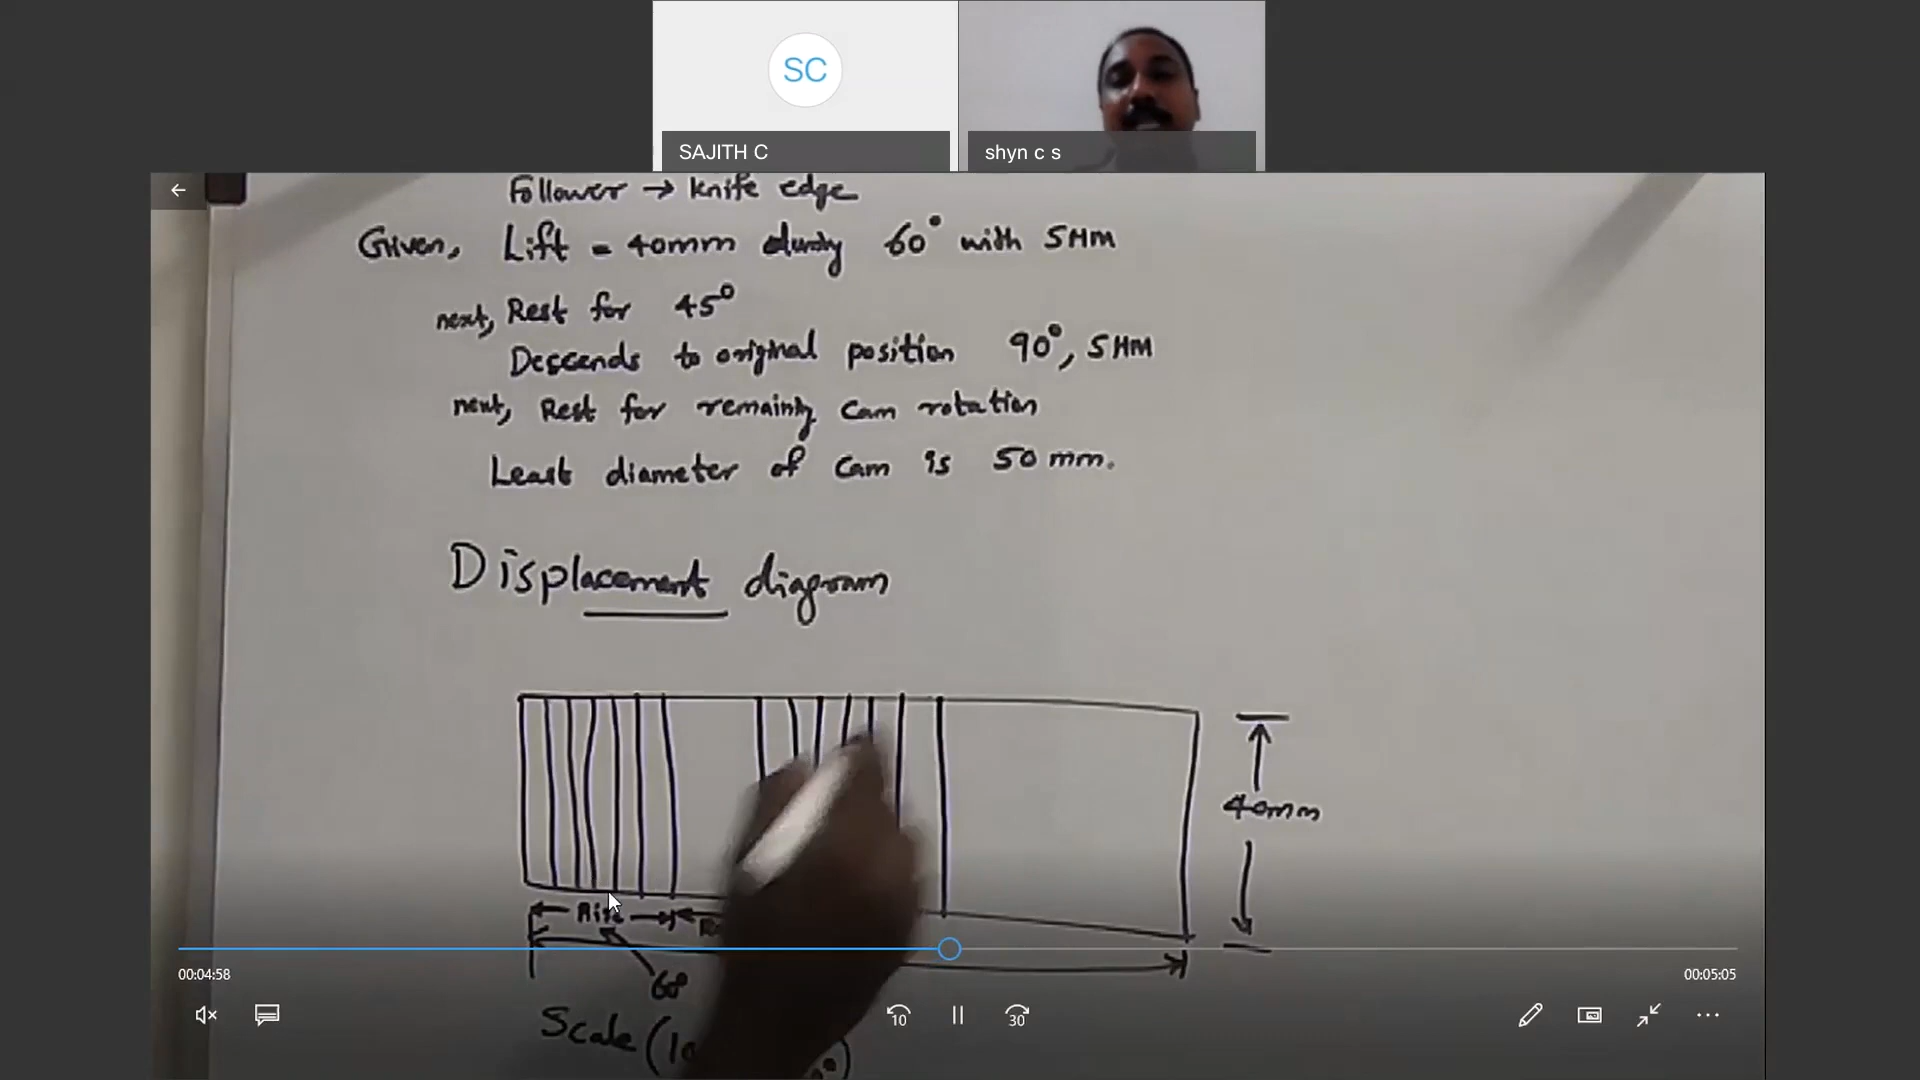 SC
SAJITH C
shyn c s
Follower → knife edge
Given, Lift = 40mm during 60° with SHM
next, Rest for 45°
Descends to original position 90°, SHM
next, Rest for remaining Cam rotation
Least diameter of Cam is 50 mm.
Displacement diagram
40mm
Rise
60°
00:04:58
00:05:05
Scale (10
10
30